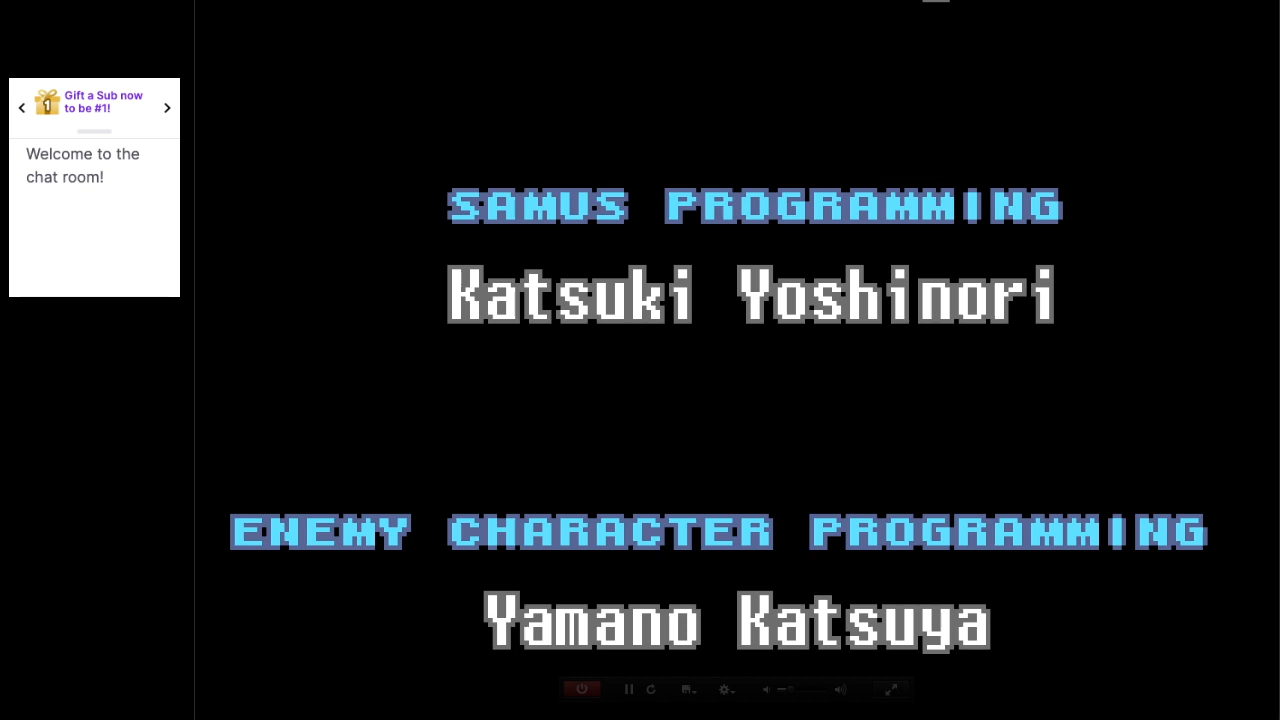 Gift a Sub now
to be #1!
1
Welcome to the
chat room!
SAMUS PROGRAMMING
Katsuki Yoshinori
ENEMY CHARACTER PROGRAMMING
Yamano Katsuya